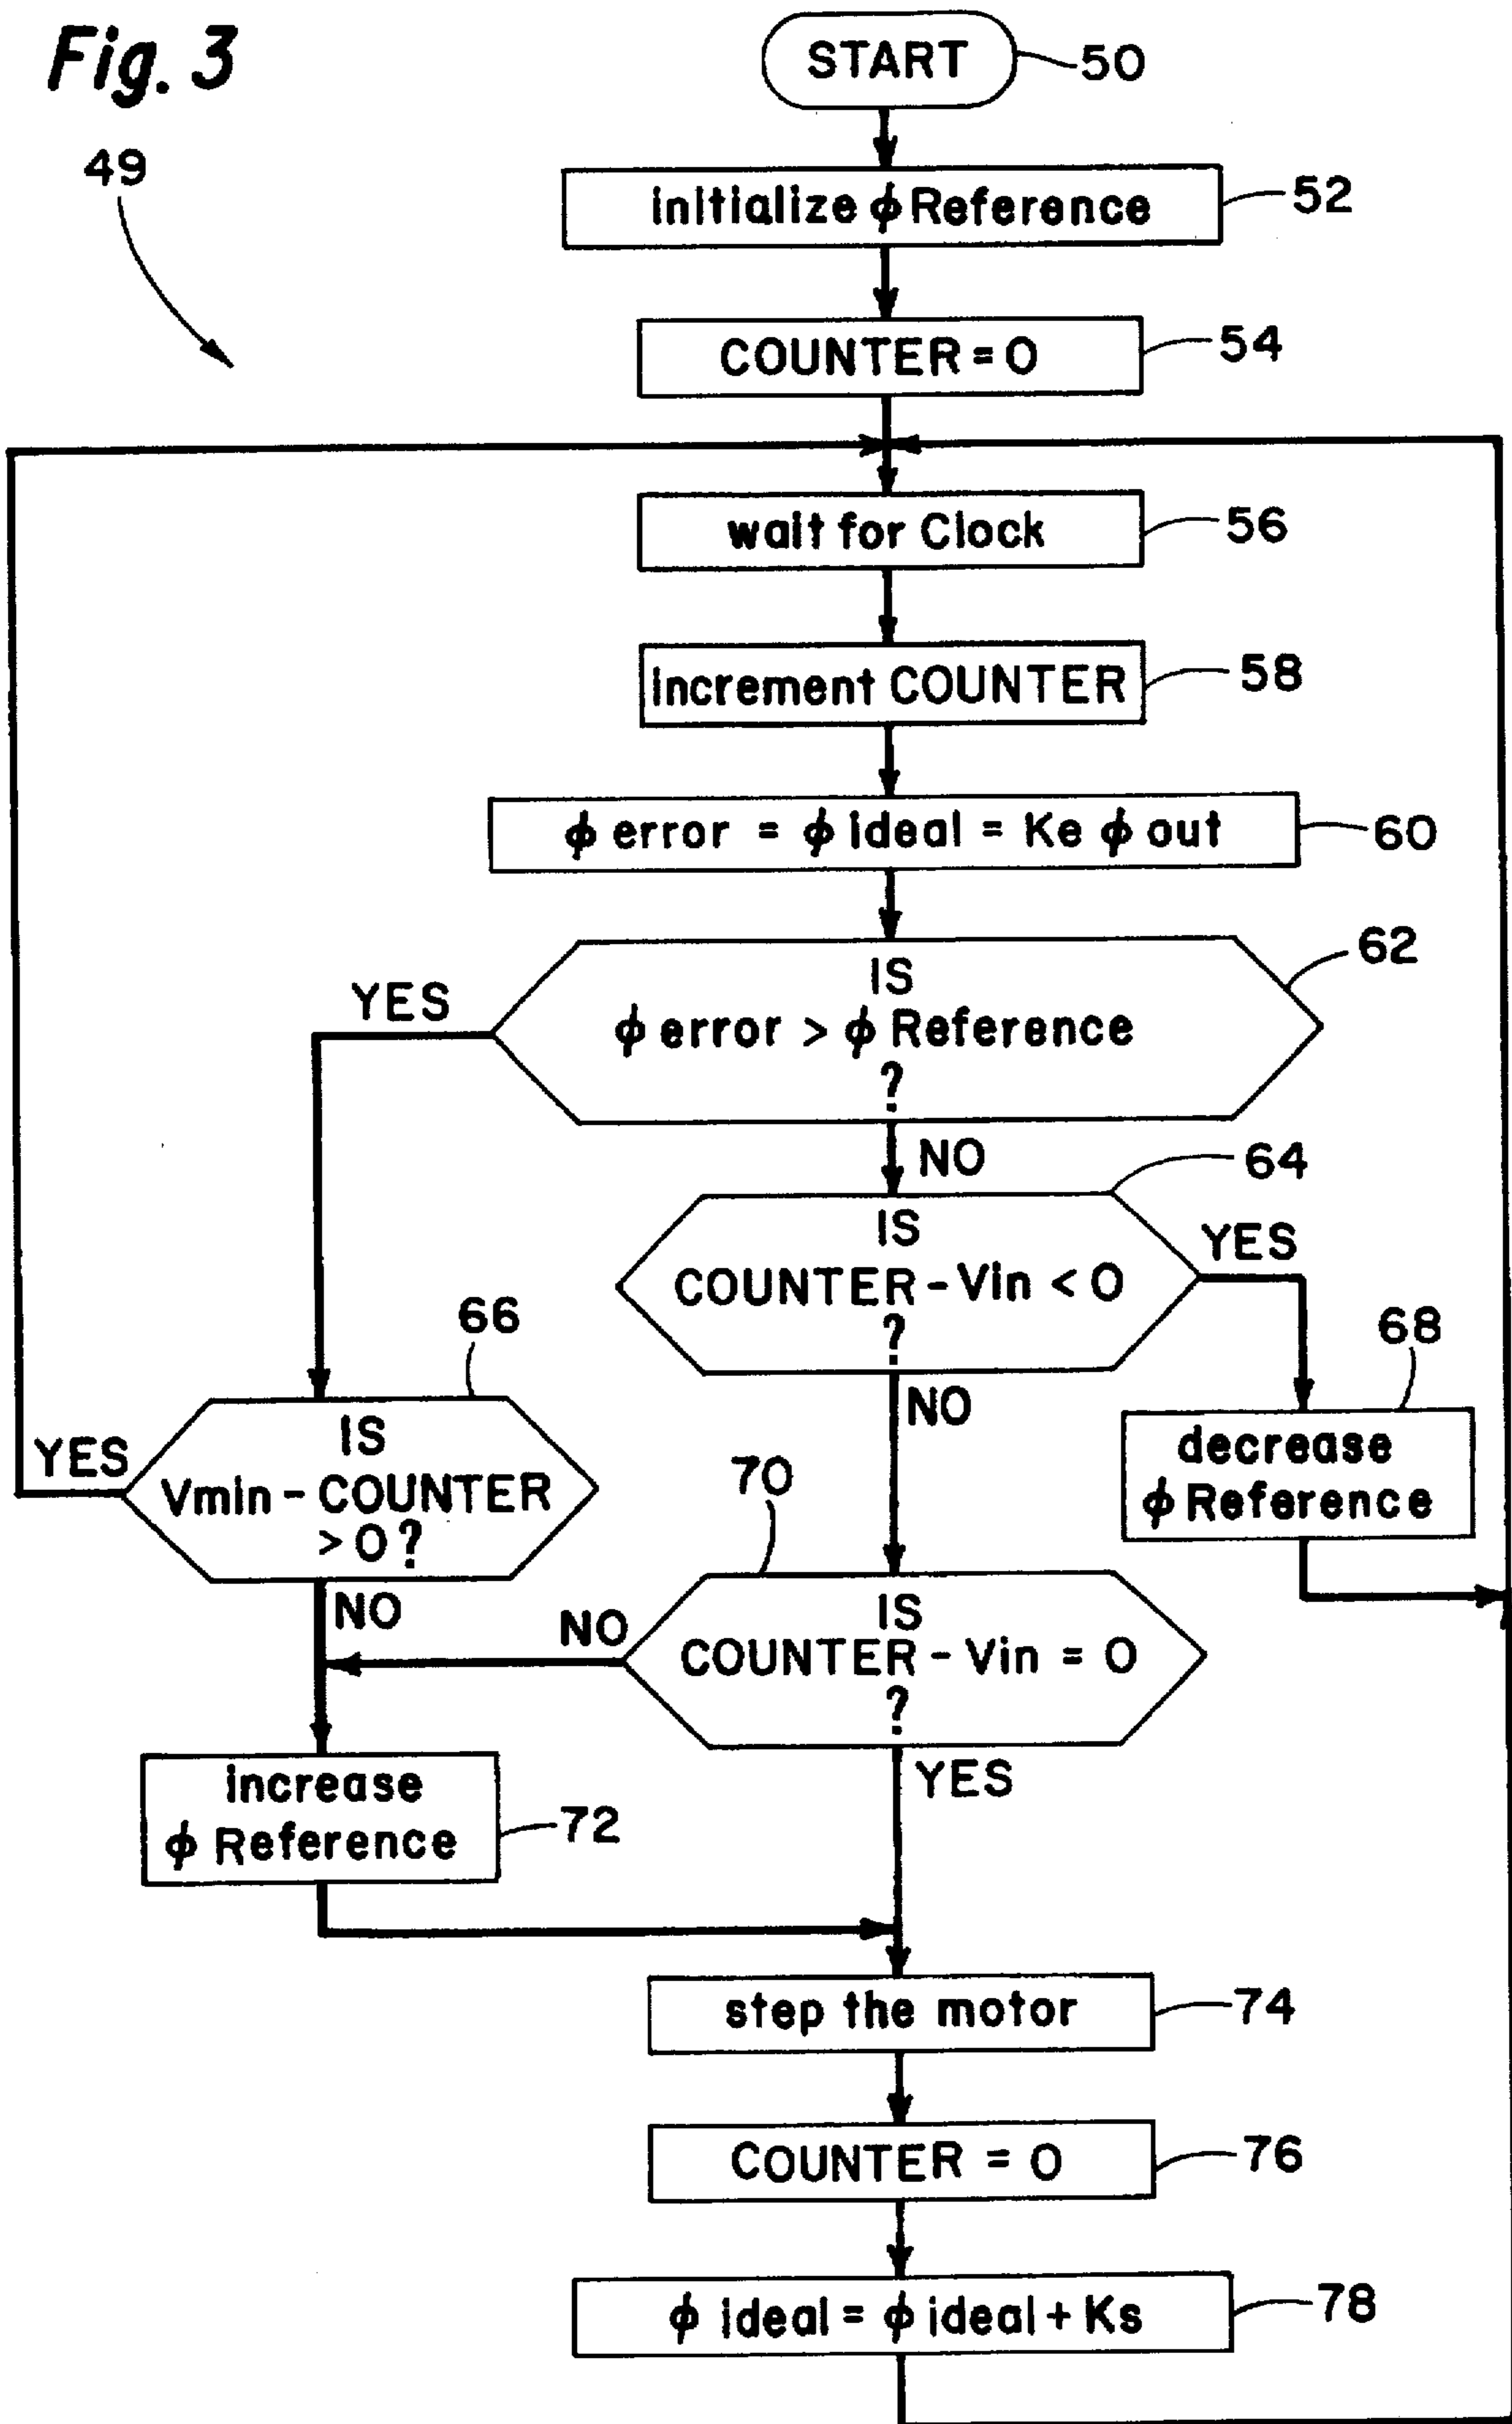 Fig. 3
START
50
49
initialize ϕ Reference
52
COUNTER = 0
54
wait for Clock
56
increment COUNTER
58
ϕ error = ϕ ideal = Ke ϕ out
60
IS
ϕ error > ϕ Reference
?
62
YES
NO
64
IS
COUNTER - Vin < 0
?
YES
NO
66
IS
Vmin - COUNTER
> 0 ?
YES
NO
68
decrease
ϕ Reference
70
IS
COUNTER - Vin = 0
?
NO
YES
increase
ϕ Reference
72
step the motor
74
COUNTER = 0
76
ϕ ideal = ϕ ideal + Ks
78